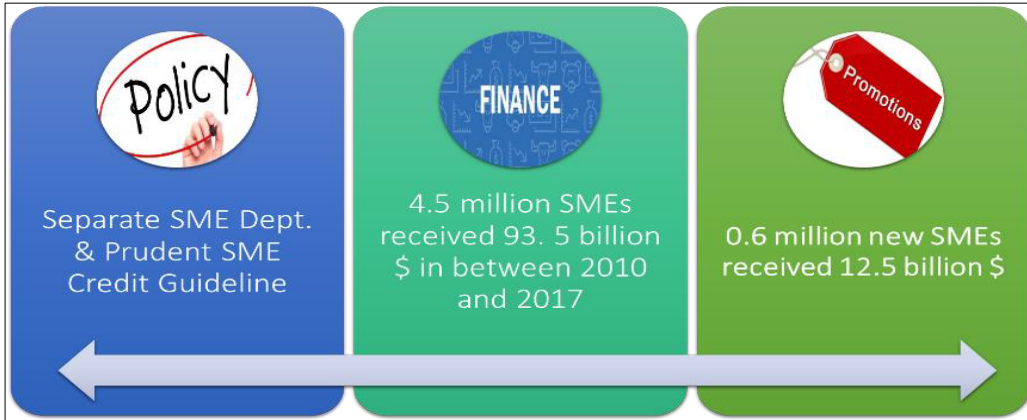 Policy
Separate SME Dept.
& Prudent SME
Credit Guideline
FINANCE
4.5 million SMEs
received 93. 5 billion
$ in between 2010
and 2017
Promotions
0.6 million new SMEs
received 12.5 billion $